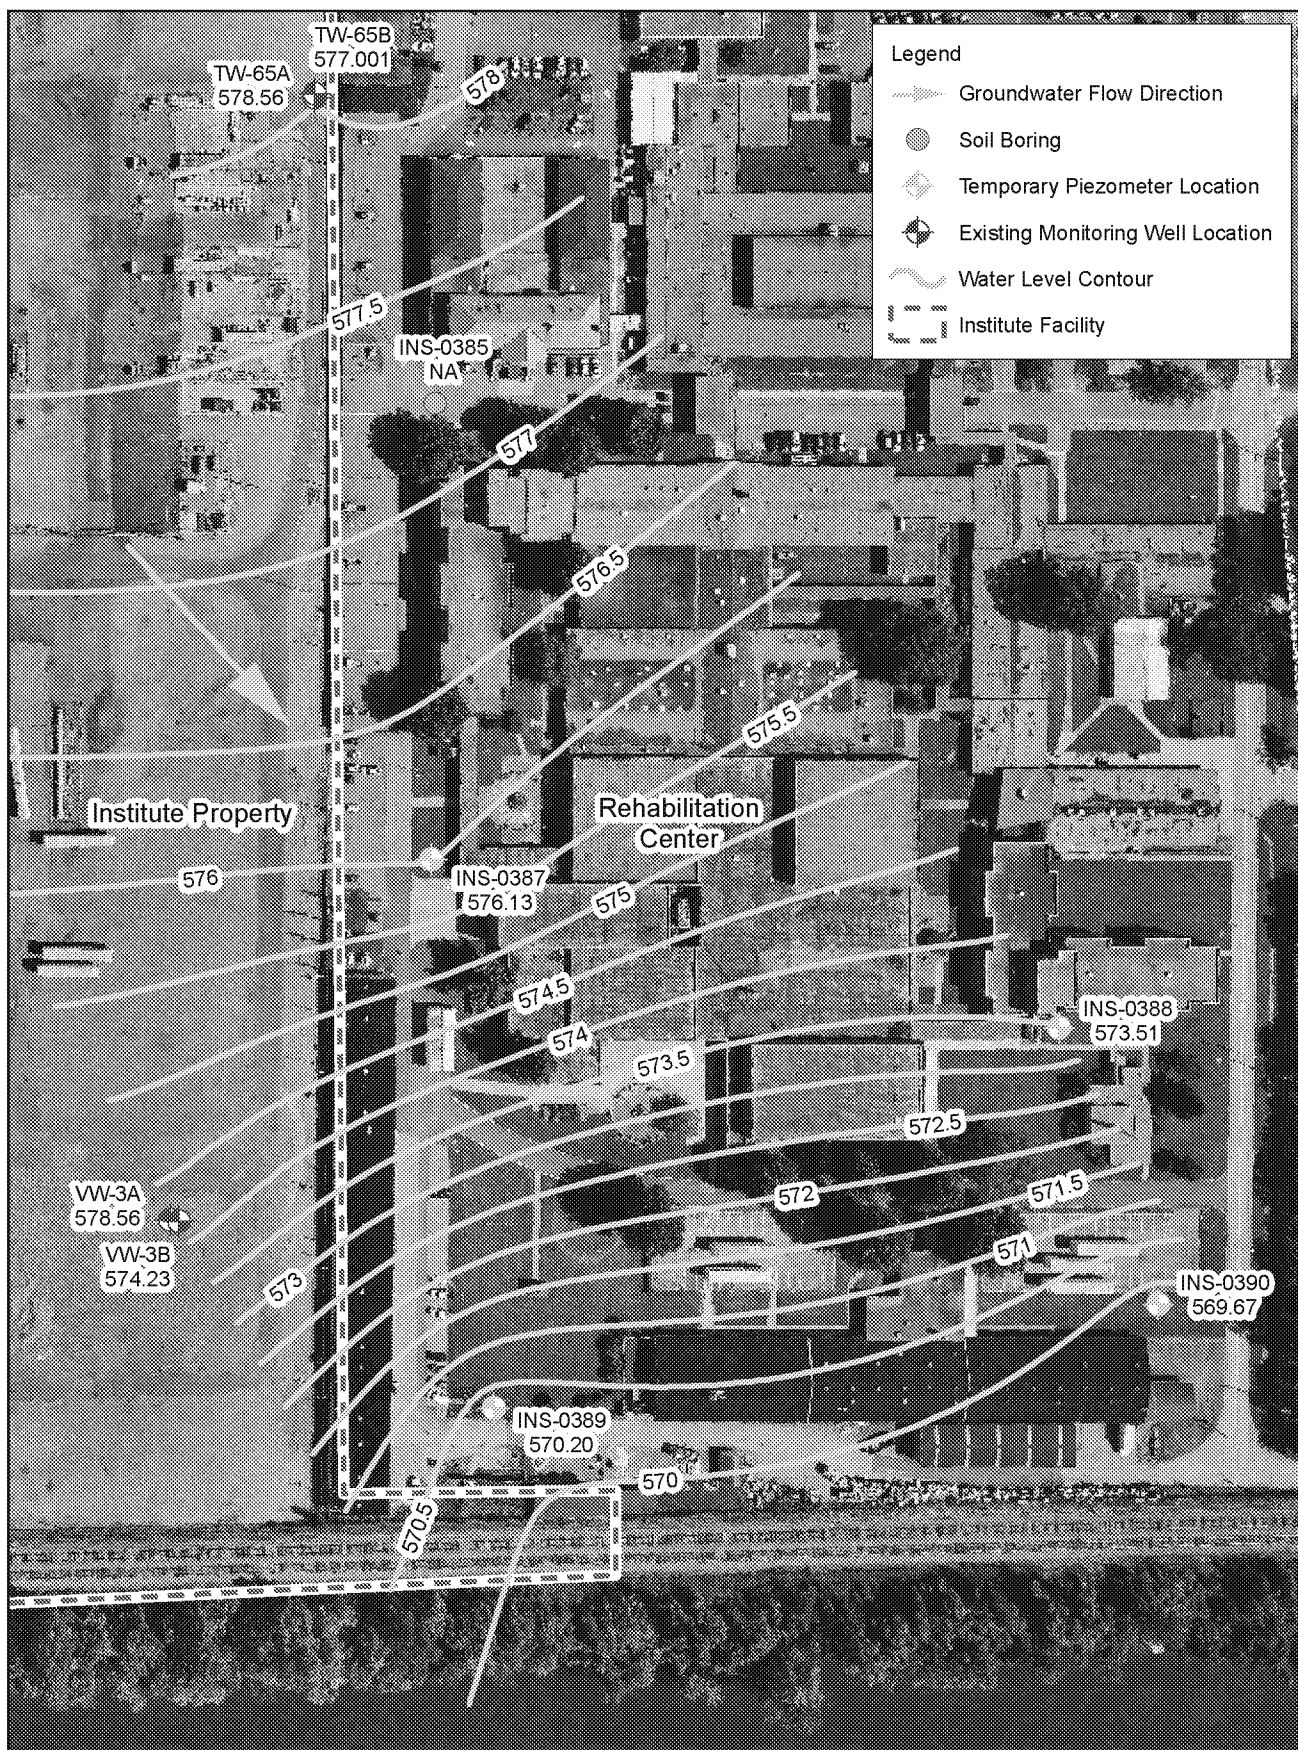 TW-65B
577.001
TW-65A
578.56
578
Legend
Groundwater Flow Direction
Soil Boring
Temporary Piezometer Location
Existing Monitoring Well Location
Water Level Contour
Institute Facility
577.5
INS-0385
NA
577
576.5
575.5
Institute Property
Rehabilitation
Center
576
INS-0387
576.13
575
574.5
574
573.5
INS-0388
573.51
572.5
572
571.5
VW-3A
578.56
VW-3B
574.23
573
571
INS-0390
569.67
INS-0389
570.20
570
570.5